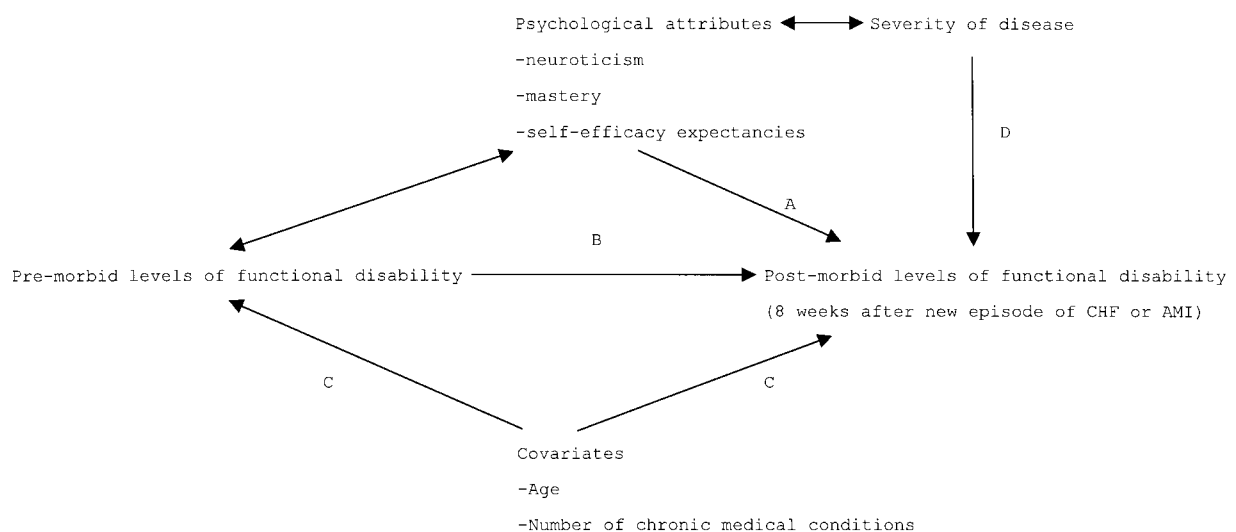 Psychological attributes
Severity of disease
-neuroticism
-mastery
-self-efficacy expectancies
D
A
B
Pre-morbid levels of functional disability
Post-morbid levels of functional disability
(8 weeks after new episode of CHF or AMI)
C
C
Covariates
-Age
-Number of chronic medical conditions